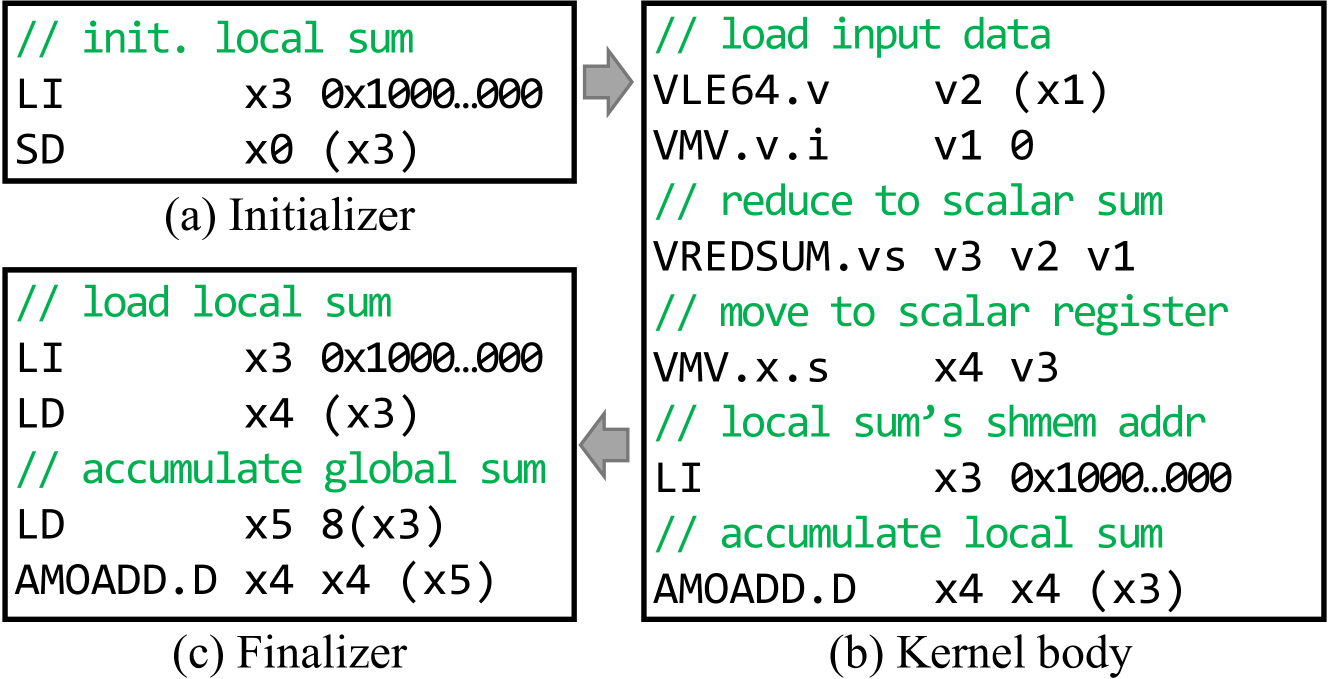 // init. local sum
LI x3 0x1000…000
SD x0 (x3)
(a) Initializer
// load input data
VLE64.v v2 (x1)
VMV.v.i v1 0
// reduce to scalar sum
VREDSUM.vs v3 v2 v1
// move to scalar register
VMV.x.s x4 v3
// local sum’s shmem addr
LI x3 0x1000…000
// accumulate local sum
AMOADD.D x4 x4 (x3)
(b) Kernel body
// load local sum
LI x3 0x1000…000
LD x4 (x3)
// accumulate global sum
LD x5 8(x3)
AMOADD.D x4 x4 (x5)
(c) Finalizer